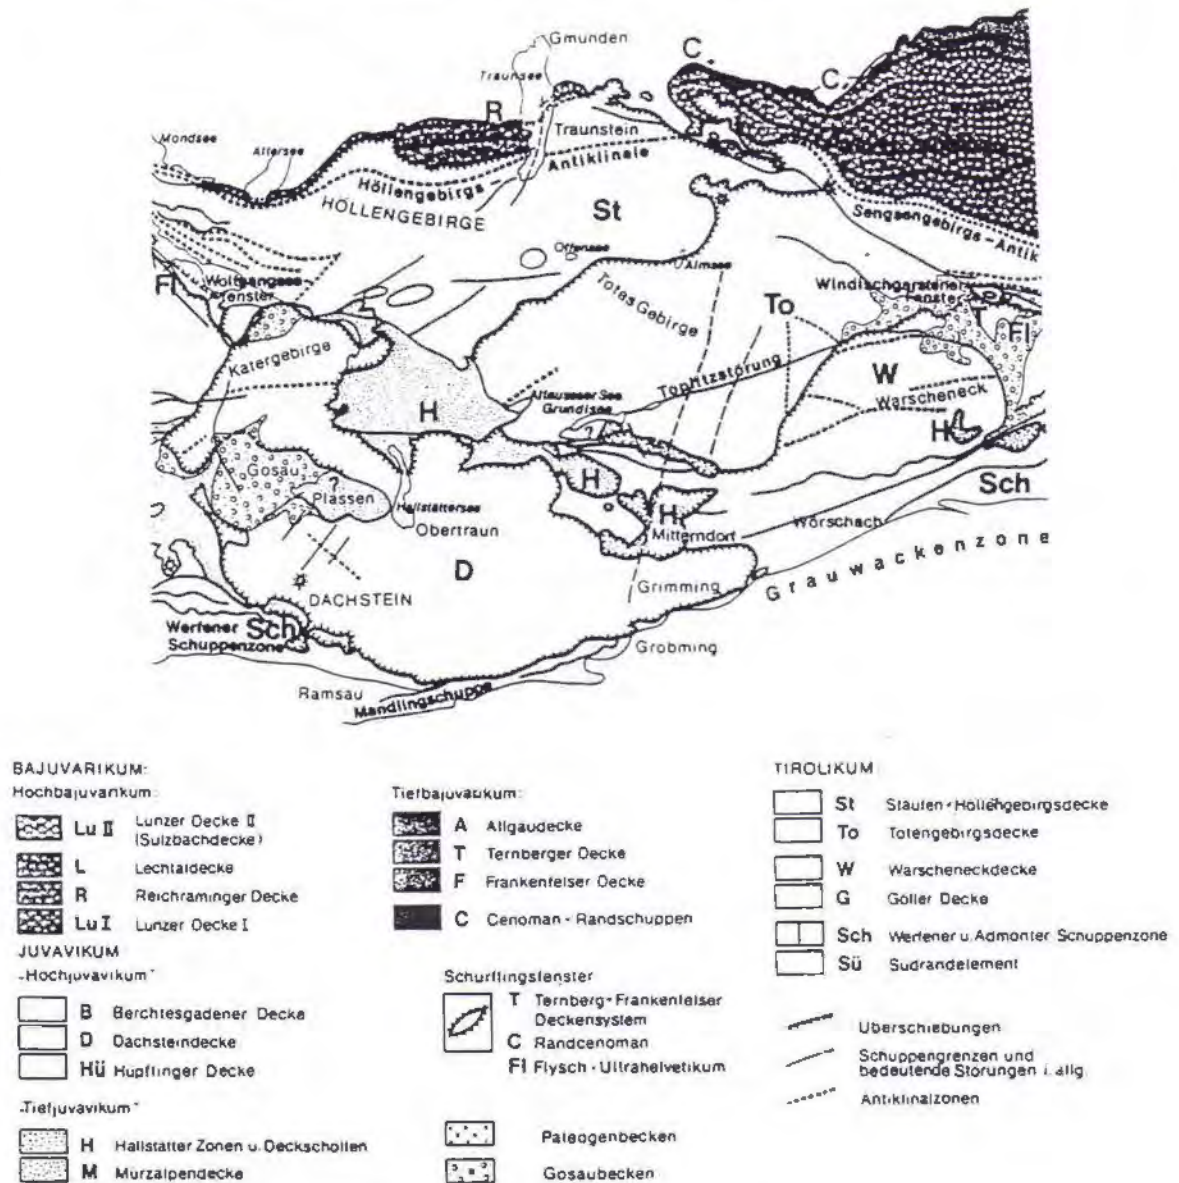 Gmunden
C
C
Traunsee
R
Mondsee
Attersee
Traunstein
Höllengebirgs - Antiklinale
HÖLLENGEBIRGE
St
Sengsengebirgs-Antik
Offensee
Almsee
Windischgarstener
Fenster
Fl
Wolfgangsee-
fenster
Totes Gebirge
To
T
Fl
Katergebirge
W
Toplitzstörung
Warscheneck
H
Altausseer See
Grundlsee
?
H
H
Gosau
?
Plassen
Sch
Hallstättersee
Obertraun
H
Mitterndorf
Wörschach
Grauwackenzone
D
Grimming
DACHSTEIN
Werfener
Schuppenzone
Sch
Gröbming
Ramsau
Mandlingschuppe
BAJUVARIKUM:
Hochbajuvarikum:
Lu II Lunzer Decke II
(Sulzbachdecke)
L Lechtaldecke
R Reichraminger Decke
Lu I Lunzer Decke I
JUVAVIKUM
"Hochjuvavikum"
B Berchtesgadener Decke
D Dachsteindecke
Hü Hüpflinger Decke
"Tiefjuvavikum"
H Hallstätter Zonen u. Deckschollen
M Mürzalpendecke
Tiefbajuvarikum:
A Allgäudecke
T Ternberger Decke
F Frankenfelser Decke
C Cenoman - Randschuppen
Schürflingsfenster
T Ternberg-Frankenfelser
Deckensystem
C Randcenoman
Fl Flysch - Ultrahelvetikum
Paleogenbecken
Gosaubecken
TIROLIKUM
St Staufen-Höllengebirgsdecke
To Totengebirgsdecke
W Warscheneckdecke
G Göller Decke
Sch Werfener u. Admonter Schuppenzone
Sü Südrandelement
Überschiebungen
Schuppengrenzen und
bedeutende Störungen i. allg.
Antiklinalzonen